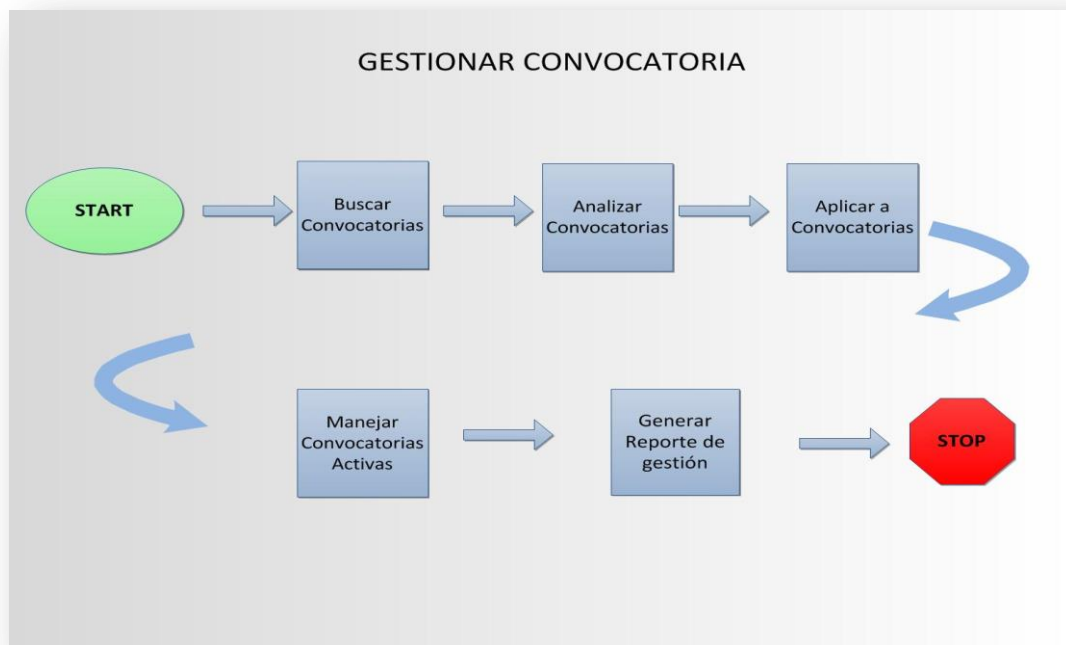 GESTIONAR CONVOCATORIA
START
Buscar
Convocatorias
Analizar
Convocatorias
Aplicar a
Convocatorias
Manejar
Convocatorias
Activas
Generar
Reporte de
gestión
STOP